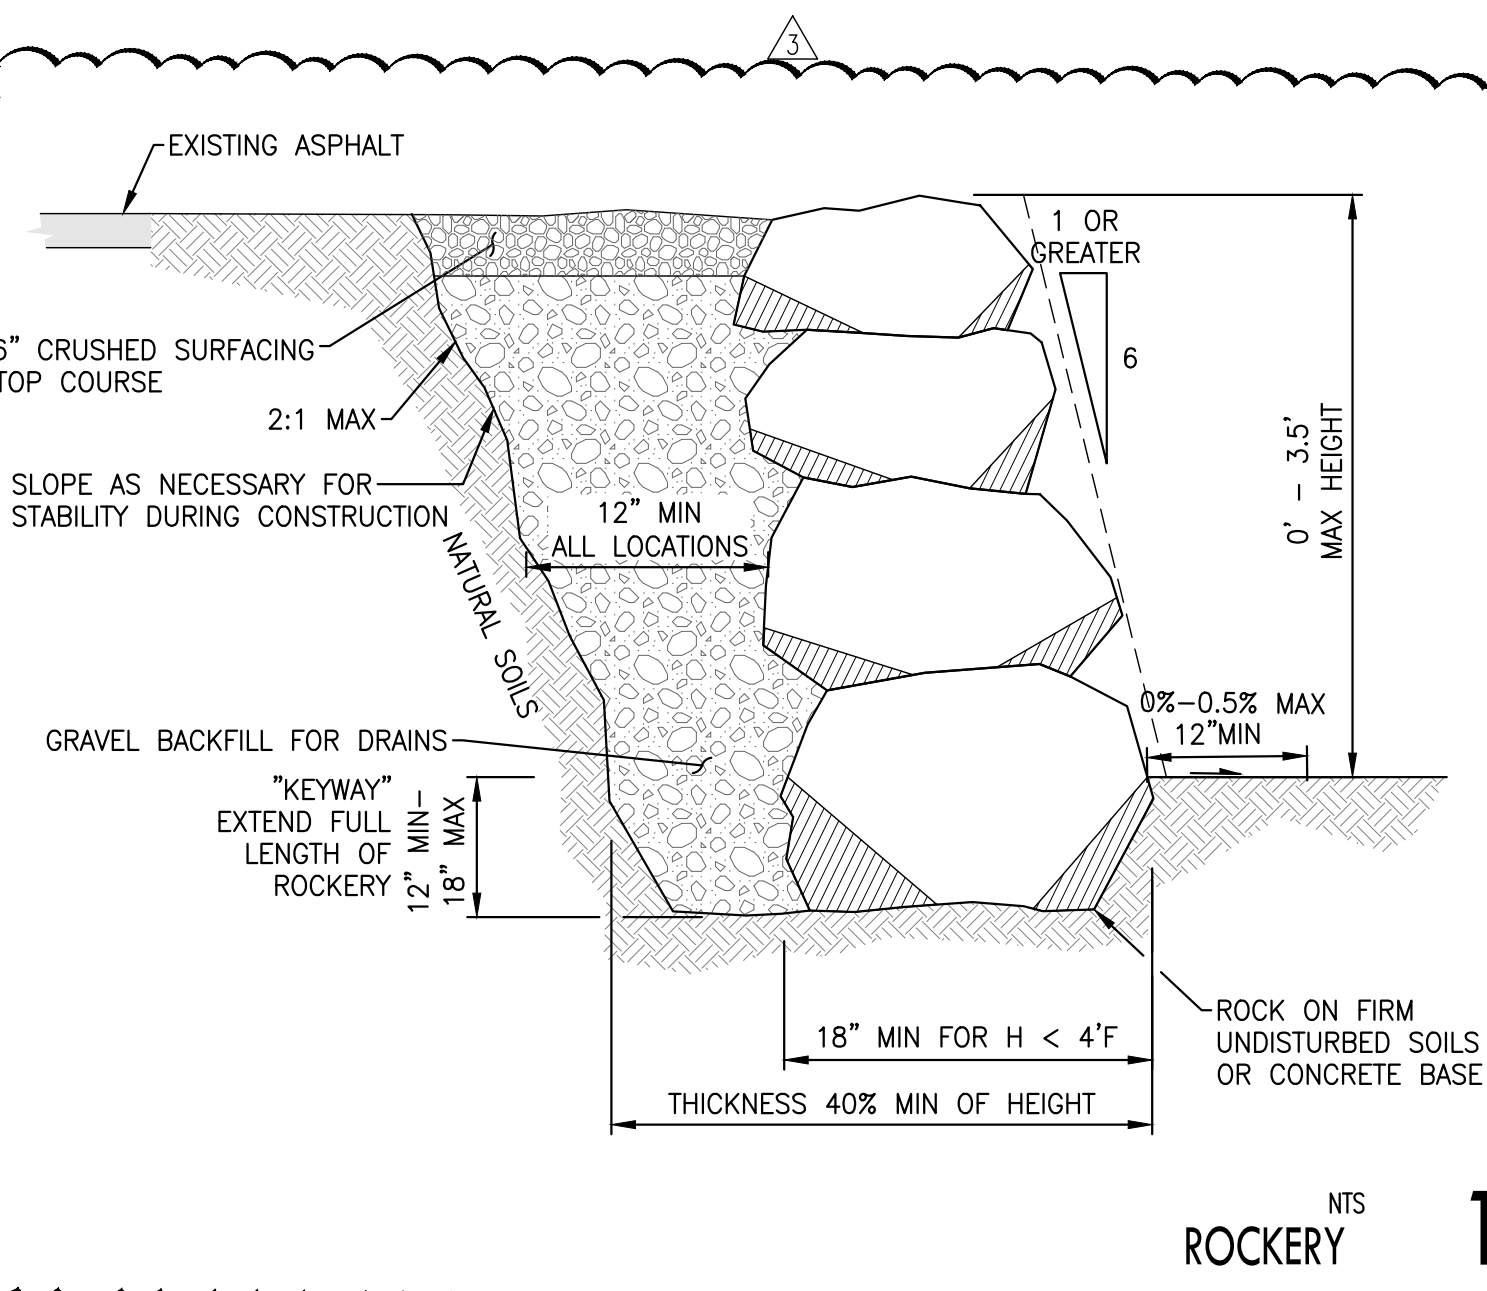 3
EXISTING ASPHALT
1 OR
GREATER
6
6” CRUSHED SURFACING
TOP COURSE
2:1 MAX
SLOPE AS NECESSARY FOR
STABILITY DURING CONSTRUCTION
12” MIN
ALL LOCATIONS
0' - 3.5'
MAX HEIGHT
NATURAL SOILS
0%-0.5% MAX
12”MIN
GRAVEL BACKFILL FOR DRAINS
"KEYWAY”
EXTEND FULL
LENGTH OF
ROCKERY
12” MIN-
18” MAX
ROCK ON FIRM
UNDISTURBED SOILS
OR CONCRETE BASE
18” MIN FOR H < 4'F
THICKNESS 40% MIN OF HEIGHT
NTS
ROCKERY
1